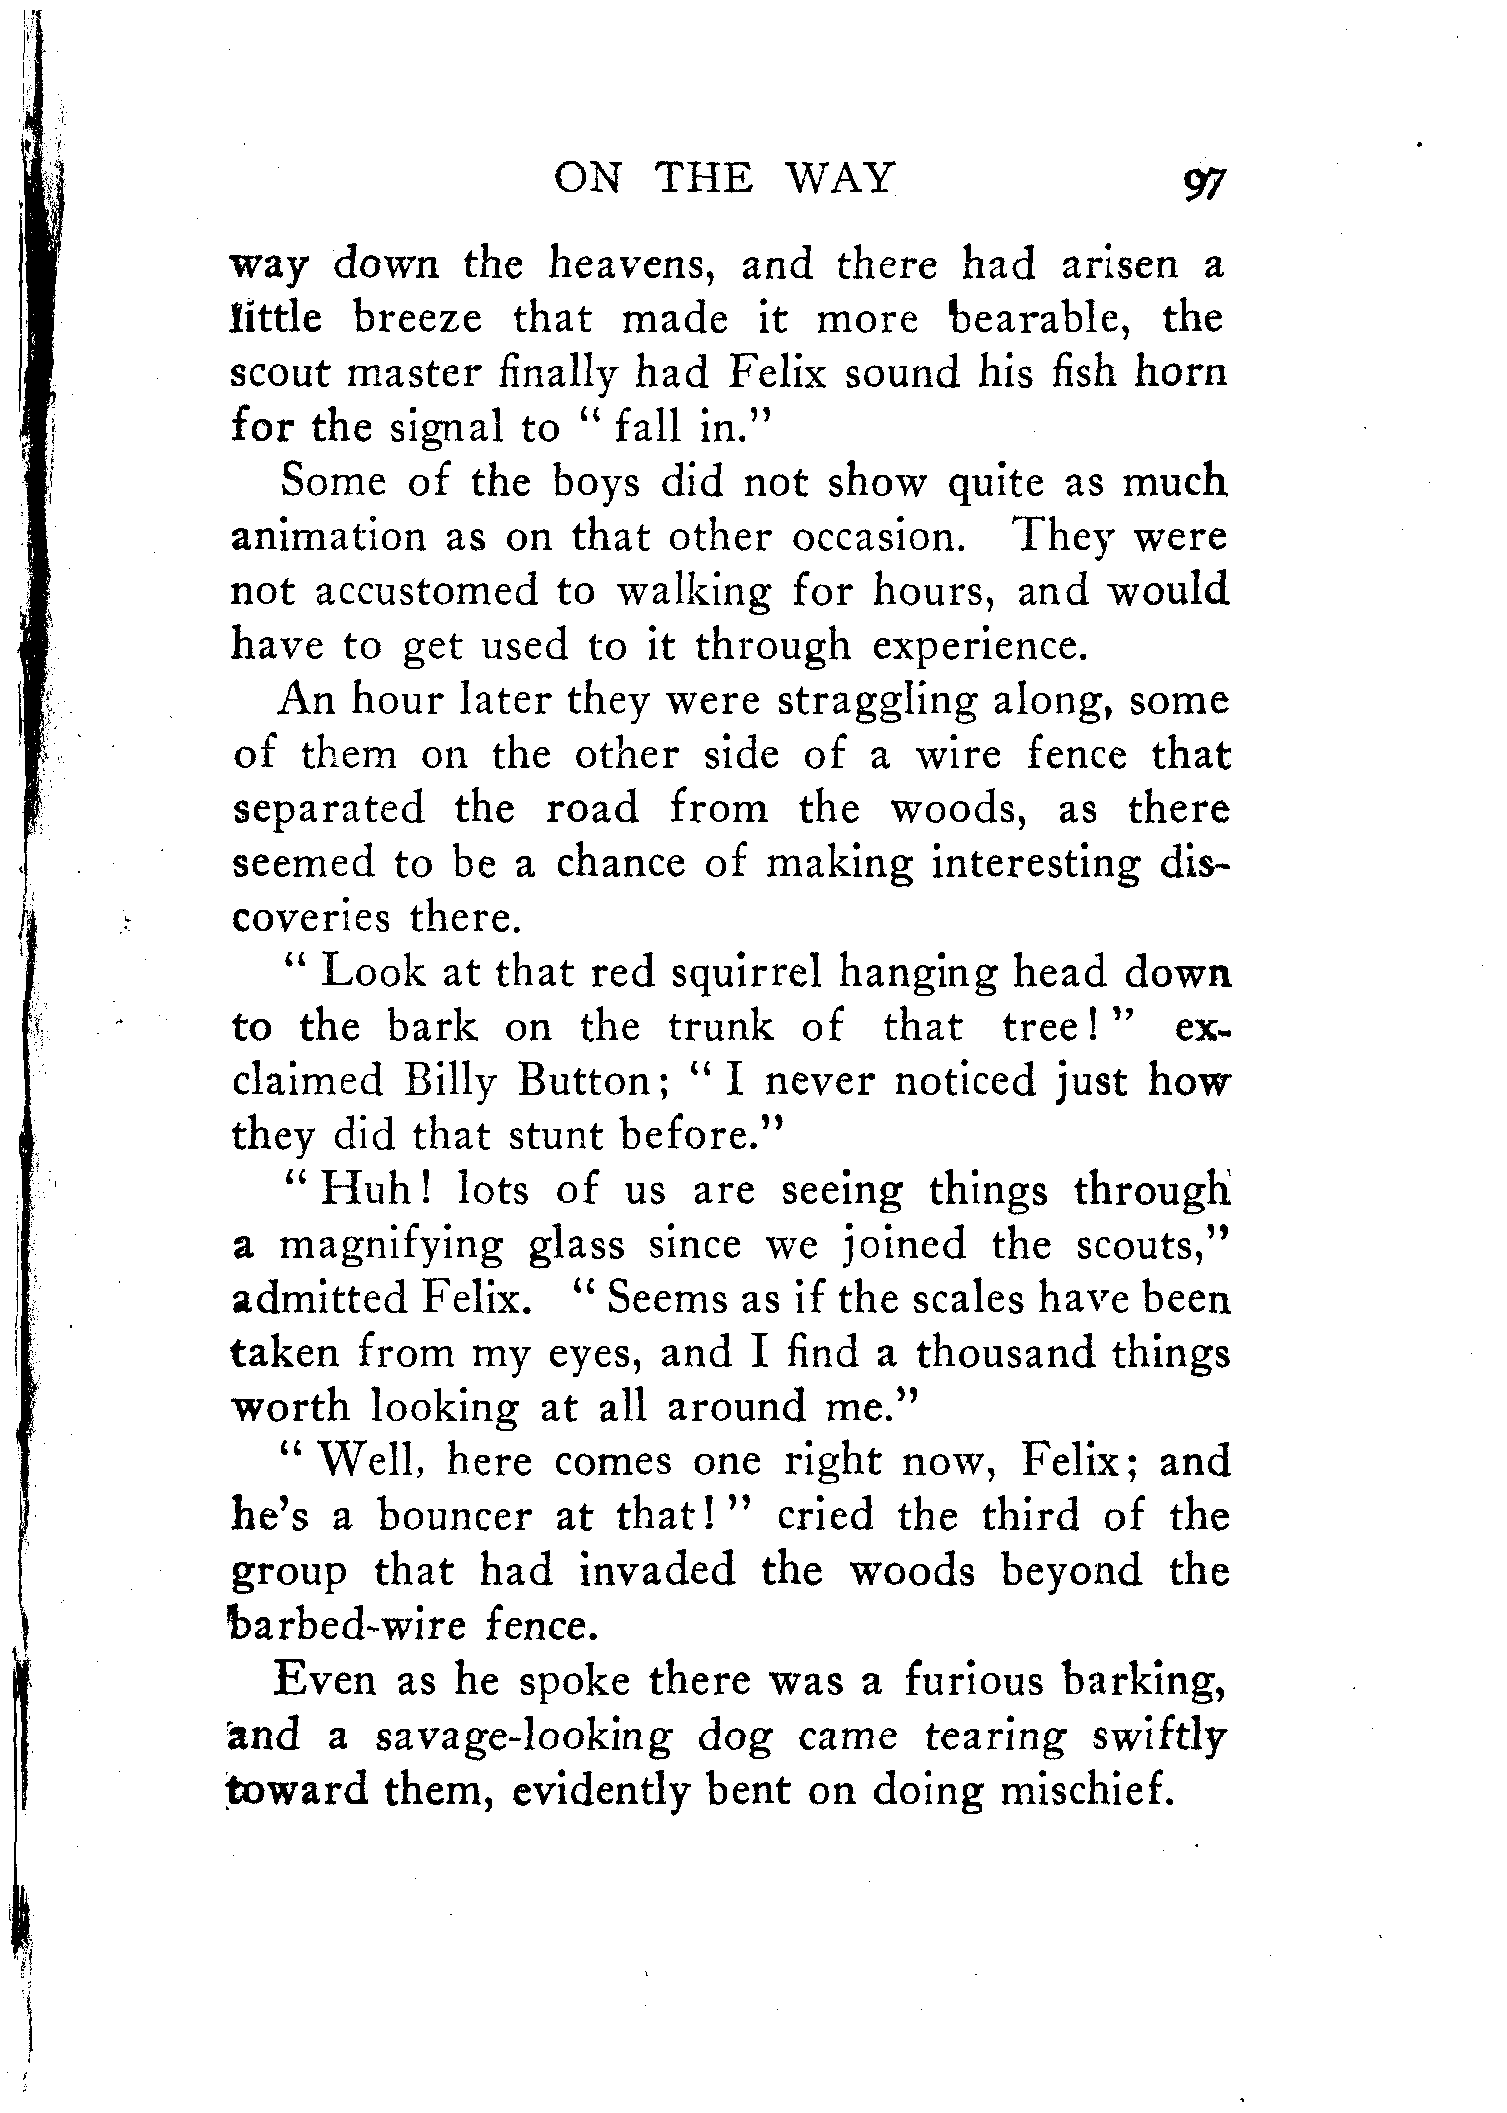 ON THE WAY 97
way down the heavens, and there had arisen a
little breeze that made it more bearable, the
scout master finally had Felix sound his fish horn
for the signal to “ fall in.”
Some of the boys did not show quite as much
animation as on that other occasion. They were
not accustomed to walking for hours, and would
have to get used to it through experience.
An hour later they were straggling along, some
of them on the other side of a wire fence that
separated the road from the woods, as there
seemed to be a chance of making interesting dis-
coveries there.
“ Look at that red squirrel hanging head down
to the bark on the trunk of that tree! ” ex-
claimed Billy Button; “ I never noticed just how
they did that stunt before.”
“ Huh! lots of us are seeing things through
a magnifying glass since we joined the scouts,”
admitted Felix. “ Seems as if the scales have been
taken from my eyes, and I find a thousand things
worth looking at all around me.”
“ Well, here comes one right now, Felix; and
he’s a bouncer at that! ” cried the third of the
group that had invaded the woods beyond the
barbed-wire fence.
Even as he spoke there was a furious barking,
and a savage-looking dog came tearing swiftly
toward them, evidently bent on doing mischief.